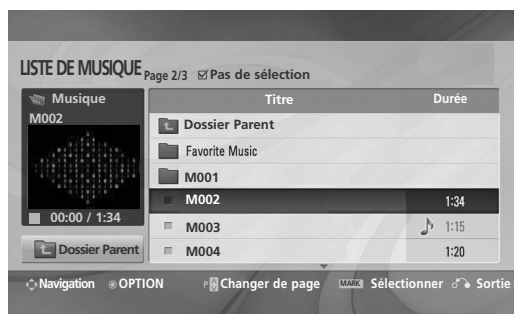 LISTE DE MUSIQUE Page 2/3 Pas de sélection
Musique
M002
00:00 / 1:34
Dossier Parent
Titre Durée
Dossier Parent
Favorite Music
M001
M002 1:34
M003 1:15
M004 1:20
Navigation OPTION P Changer de page MARK Sélectionner Sortie